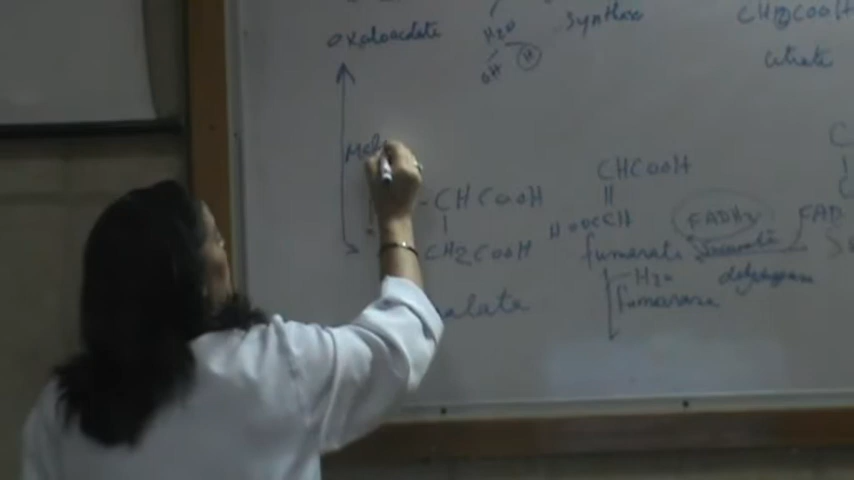 oxaloacetate
H2O
OH
H
Synthase
CH2COOH
citrate
Mal
CHCOOH
CH2COOH
alate
CHCOOH
HOOCCH
fumarate
H2O
fumarase
FADH2
FAD
Succinate
dehydrogenase